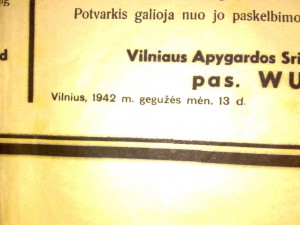 Potvarkis galioja nuo jo paskelbimo
d
Vilniaus Apygardos Sri
pas. WU
Vilnius, 1942 m. gegužės mėn. 13 d.